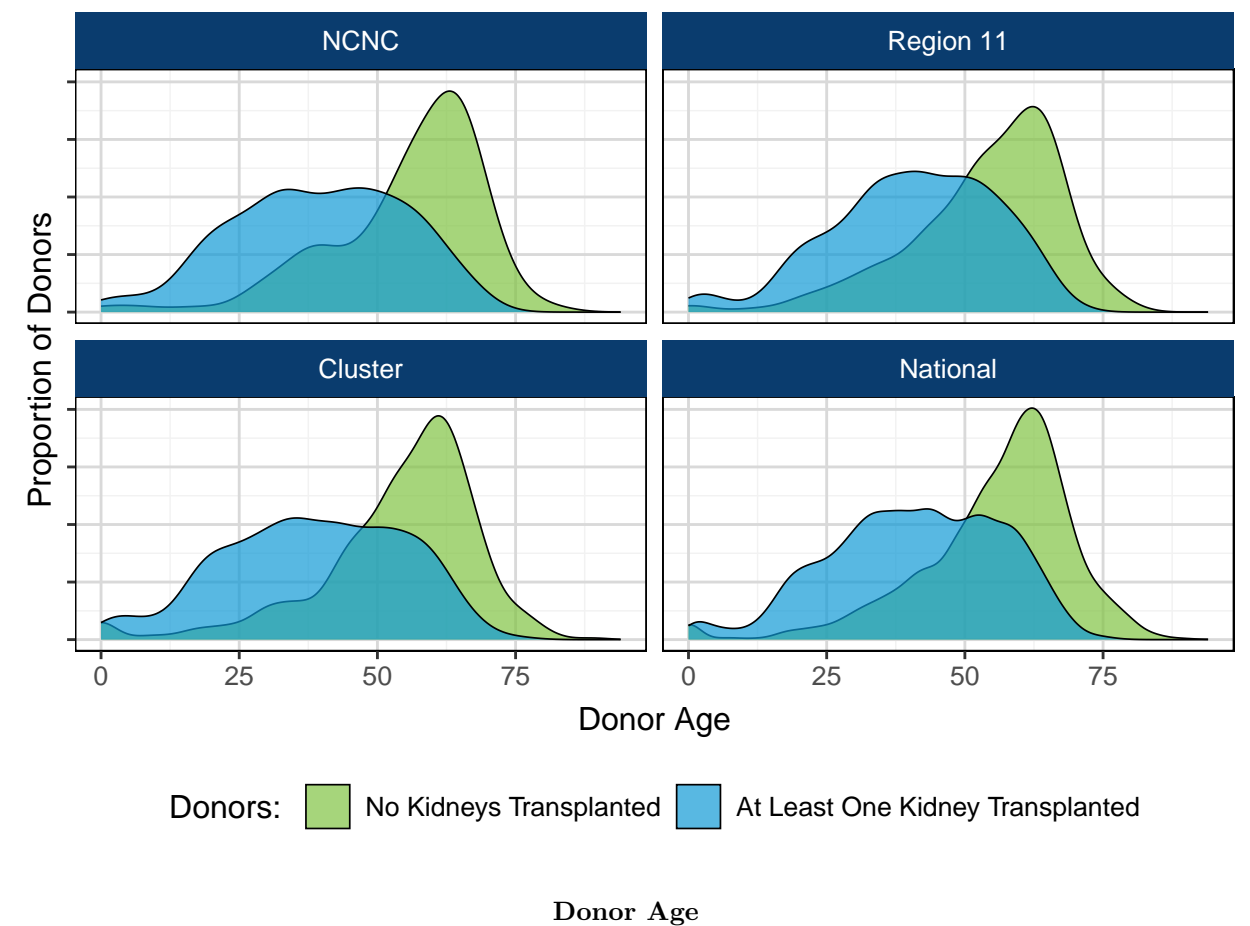 NCNC
Region 11
Cluster
National
Proportion of Donors
0 25 50 75 0 25 50 75
Donor Age
Donors: No Kidneys Transplanted At Least One Kidney Transplanted
Donor Age